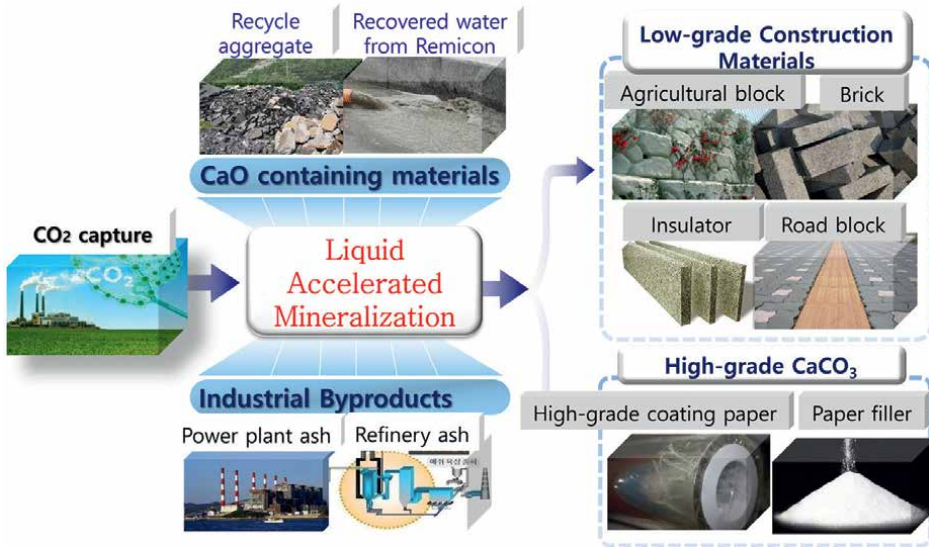 Recycle
aggregate
Recovered water
from Remicon
CaO containing materials
CO₂ capture
CO₂
Liquid
Accelerated
Mineralization
Industrial Byproducts
Power plant ash
Refinery ash
Low-grade Construction
Materials
Agricultural block
Brick
Insulator
Road block
High-grade CaCO₃
High-grade coating paper
Paper filler